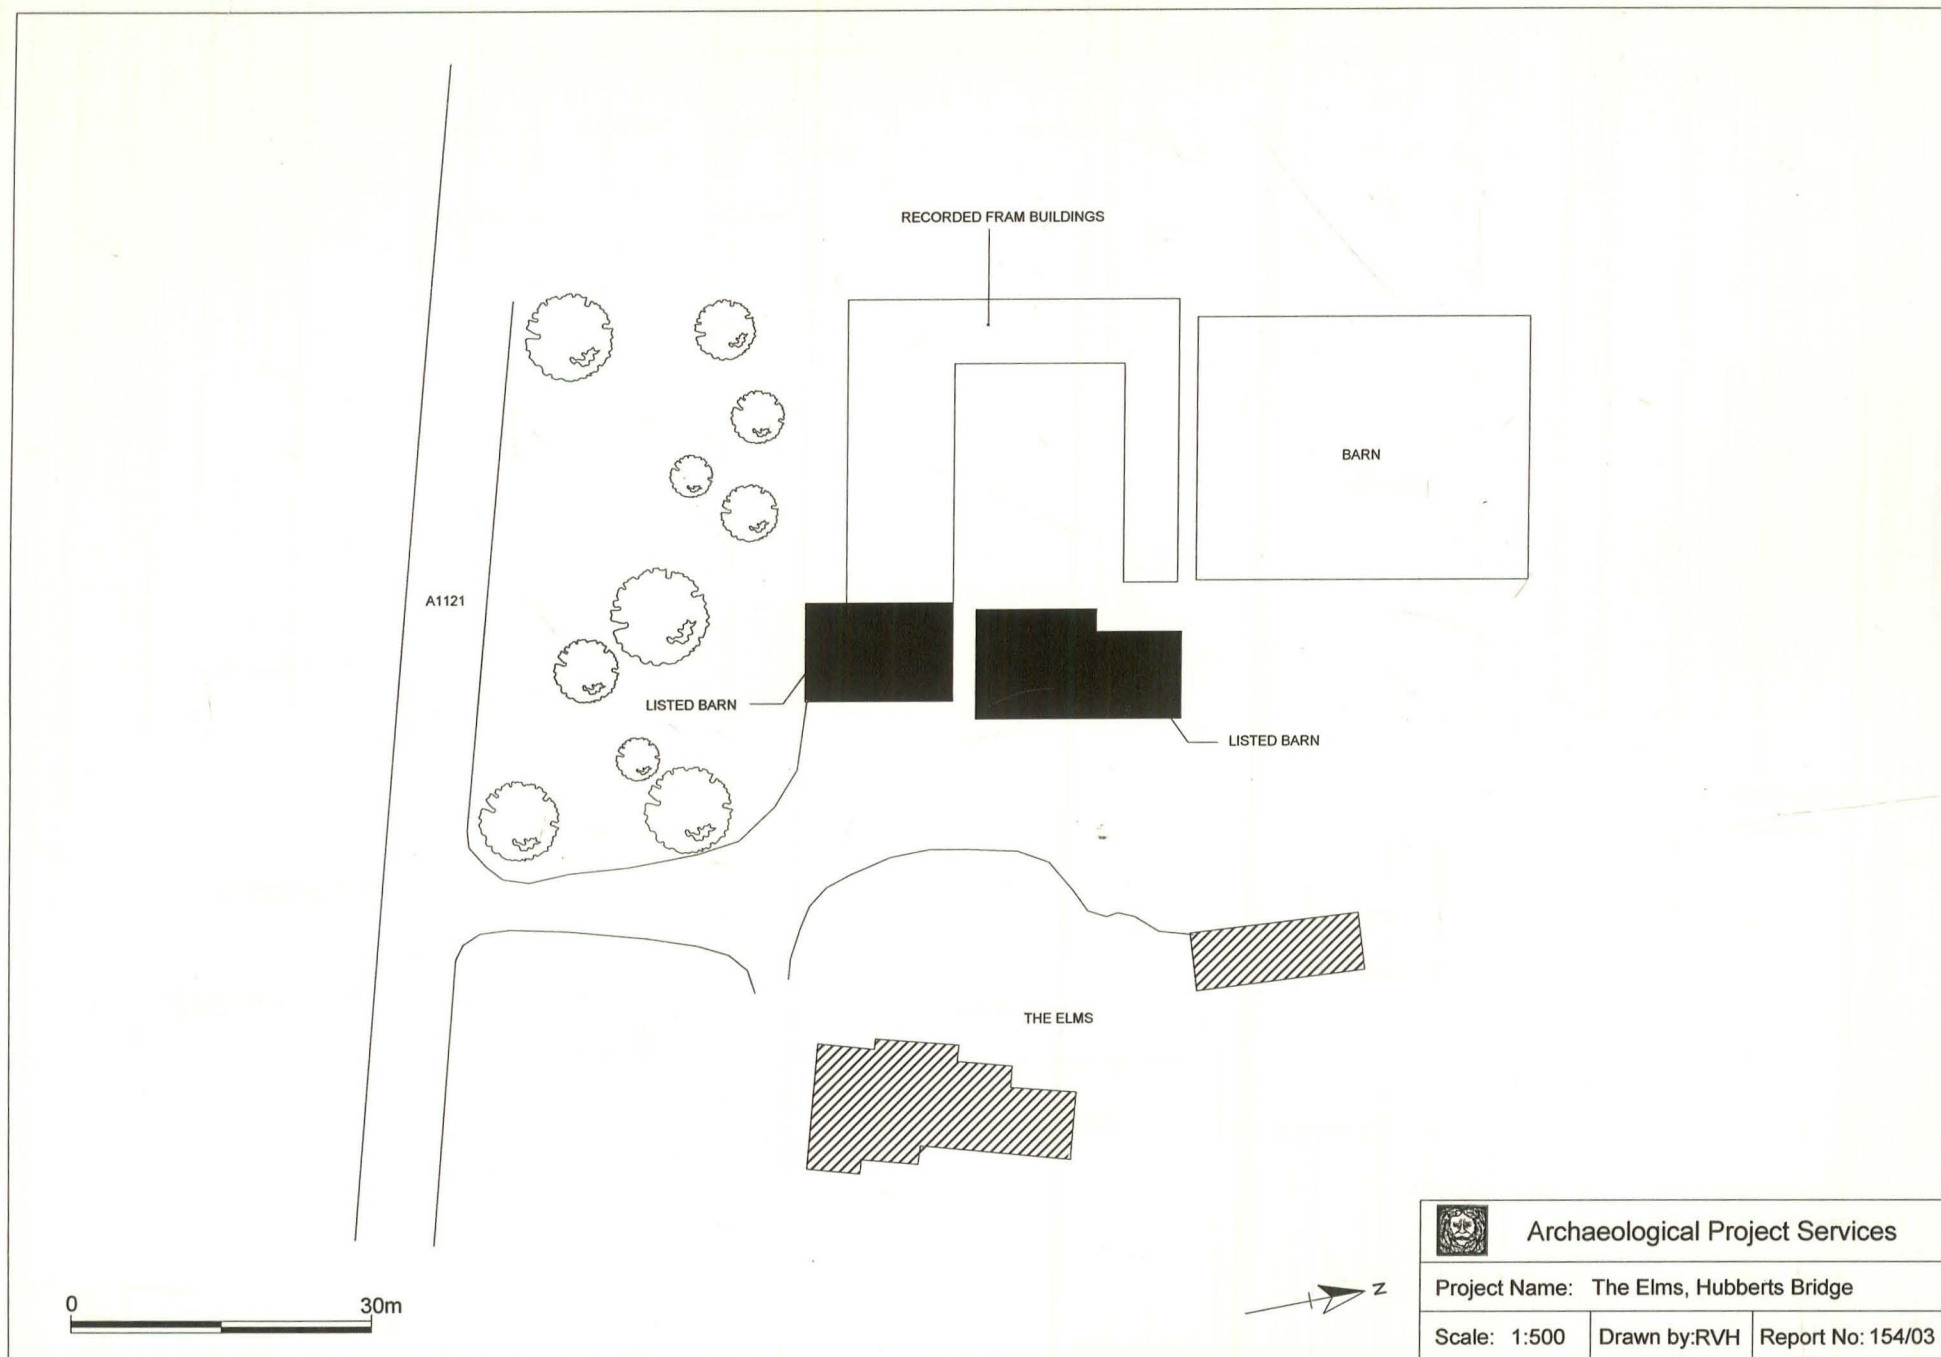 RECORDED FRAM BUILDINGS
BARN
A1121
LISTED BARN
LISTED BARN
THE ELMS
0 30m
N
Archaeological Project Services
Project Name: The Elms, Hubberts Bridge
Scale: 1:500 Drawn by:RVH Report No: 154/03